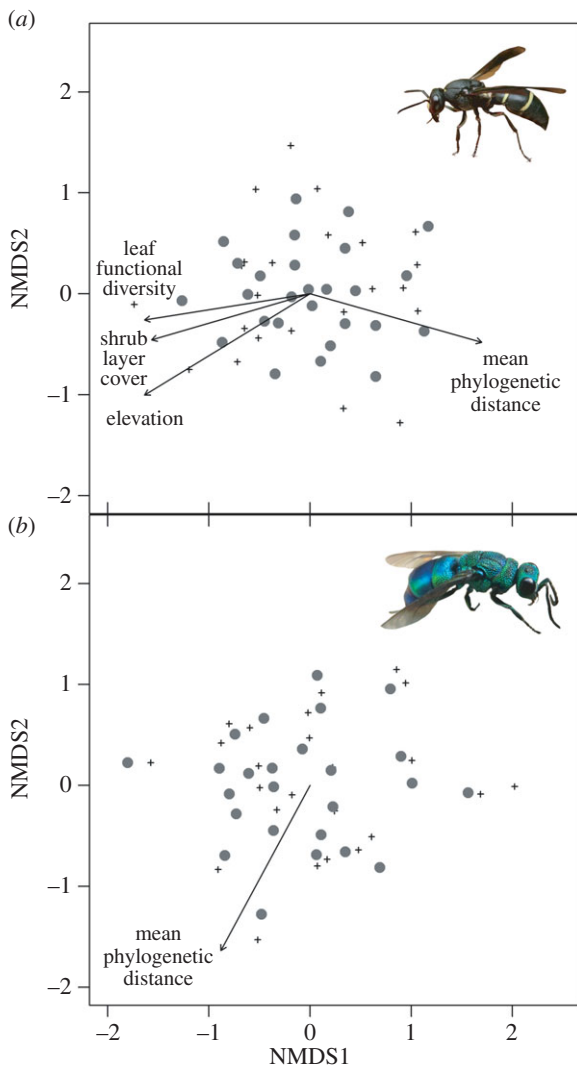 (a)
2
1
0
−1
−2
NMDS2
leaf
functional
diversity
shrub
layer
cover
elevation
mean
phylogenetic
distance
(b)
2
1
0
−1
−2
NMDS2
mean
phylogenetic
distance
−2 −1 0 1 2
NMDS1